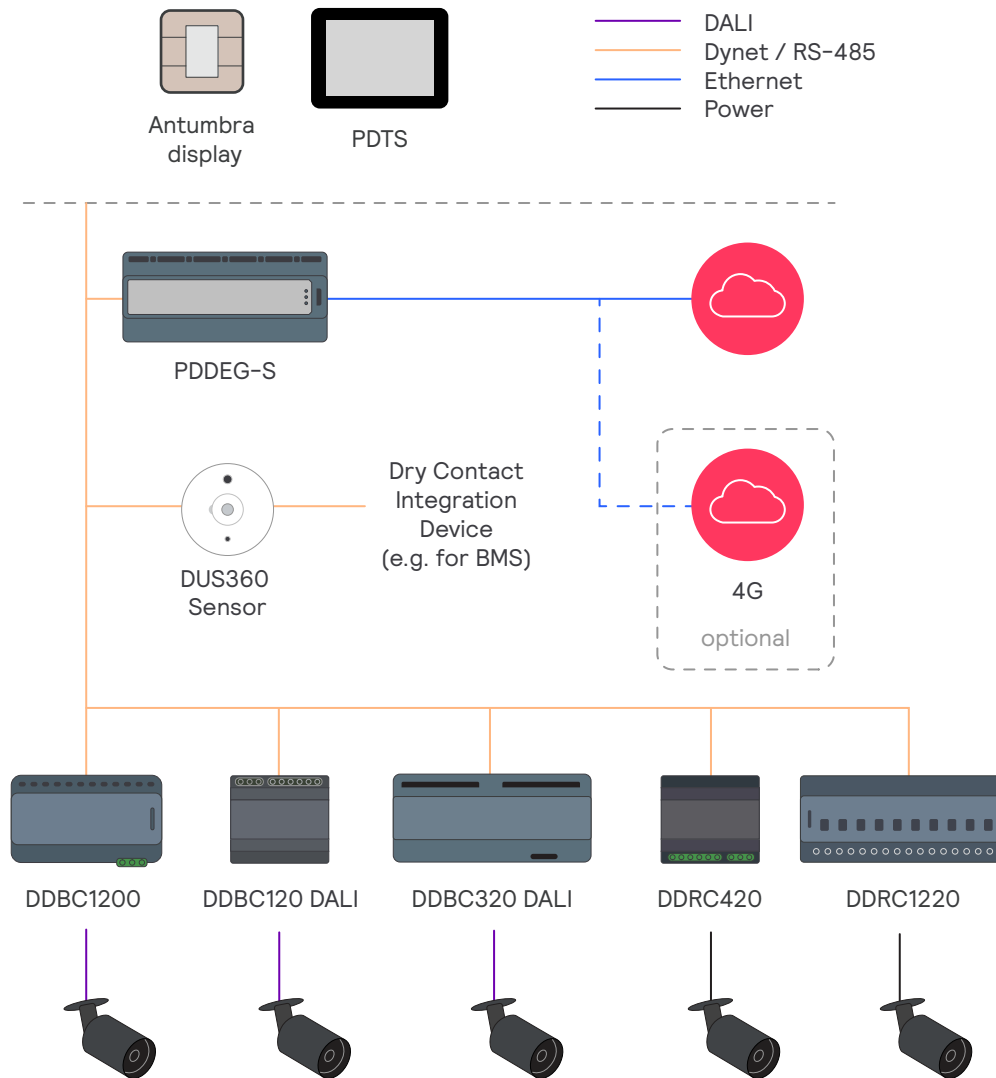 Antumbra
display
PDTS
DALI
Dynet / RS-485
Ethernet
Power
PDDEG-S
DUS360
Sensor
Dry Contact
Integration
Device
(e.g. for BMS)
4G
optional
DDBC1200
DDBC120 DALI
DDBC320 DALI
DDRC420
DDRC1220